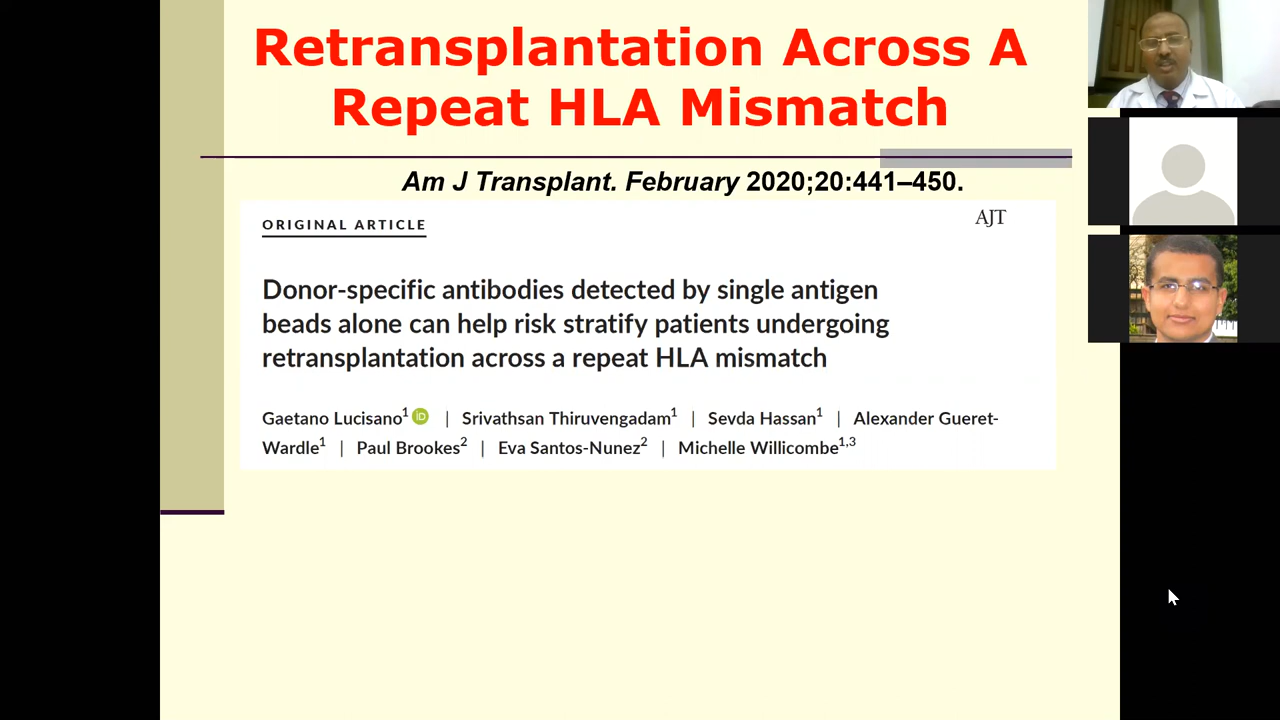 Retransplantation Across A
Repeat HLA Mismatch
Am J Transplant. February 2020;20:441–450.
ORIGINAL ARTICLE
AJT
Donor-specific antibodies detected by single antigen
beads alone can help risk stratify patients undergoing
retransplantation across a repeat HLA mismatch
Gaetano Lucisano1 iD | Srivathsan Thiruvengadam1 | Sevda Hassan1 | Alexander Gueret-
Wardle1 | Paul Brookes2 | Eva Santos-Nunez2 | Michelle Willicombe1,3